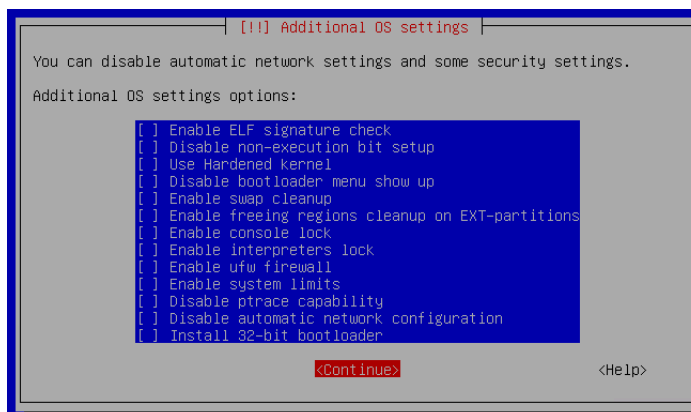 [!!] Additional OS settings
You can disable automatic network settings and some security settings.
Additional OS settings options:
[ ] Enable ELF signature check
[ ] Disable non-execution bit setup
[ ] Use Hardened kernel
[ ] Disable bootloader menu show up
[ ] Enable swap cleanup
[ ] Enable freeing regions cleanup on EXT-partitions
[ ] Enable console lock
[ ] Enable interpreters lock
[ ] Enable ufw firewall
[ ] Enable system limits
[ ] Disable ptrace capability
[ ] Disable automatic network configuration
[ ] Install 32-bit bootloader
<Continue> <Help>